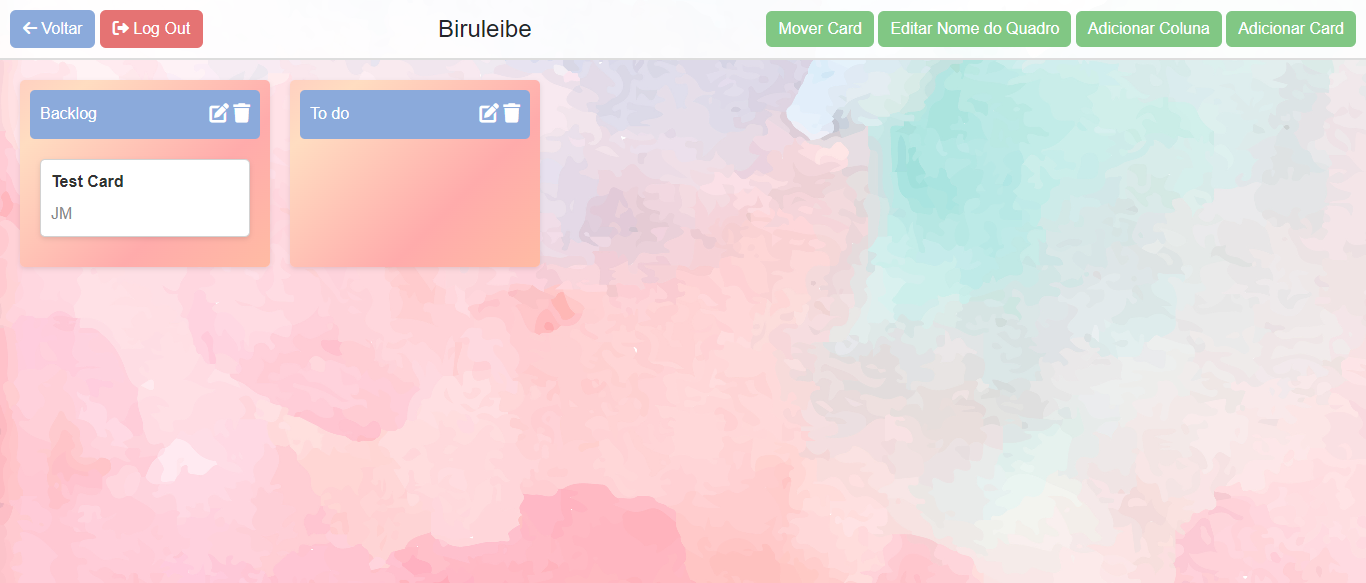 Voltar
Log Out
Biruleibe
Mover Card
Editar Nome do Quadro
Adicionar Coluna
Adicionar Card
Backlog
Test Card
JM
To do